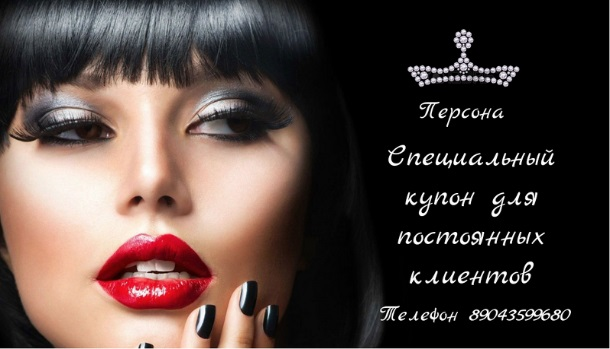 Персона
Специальный
купон для
постоянных
клиентов
Телефон 89043599680